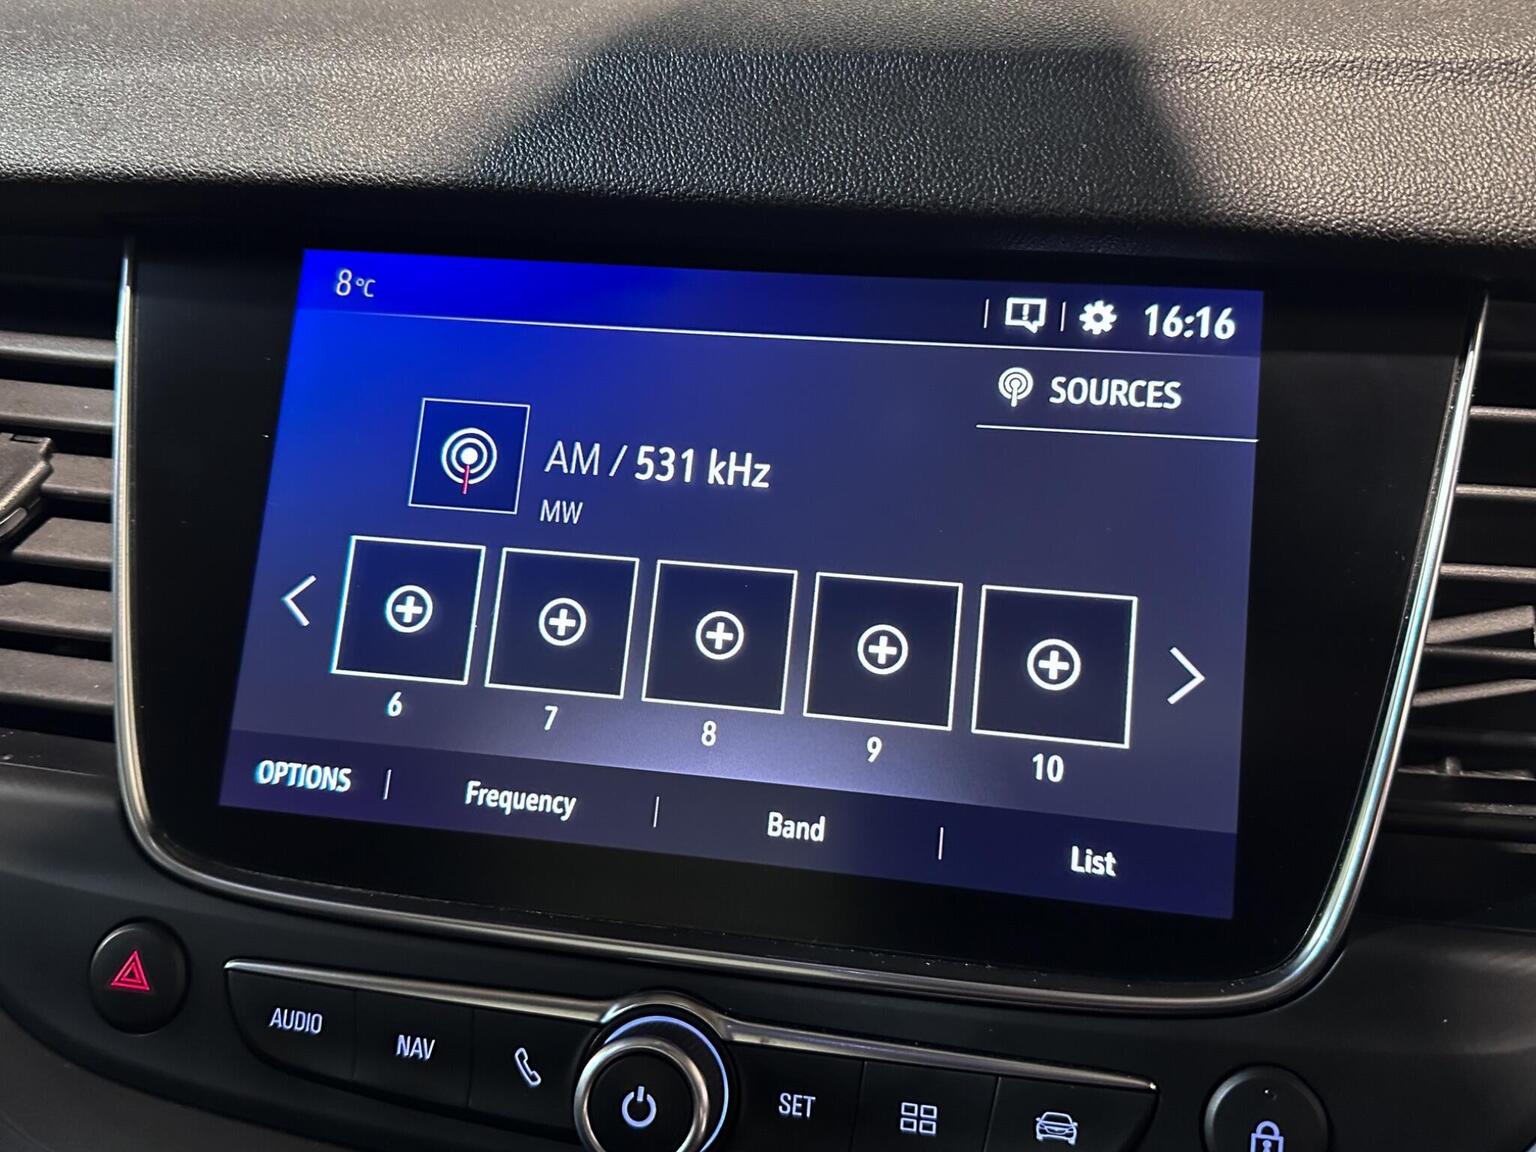 8°C
16:16
SOURCES
AM / 531 kHz
MW
6 7 8 9 10
OPTIONS Frequency Band List
AUDIO NAV SET